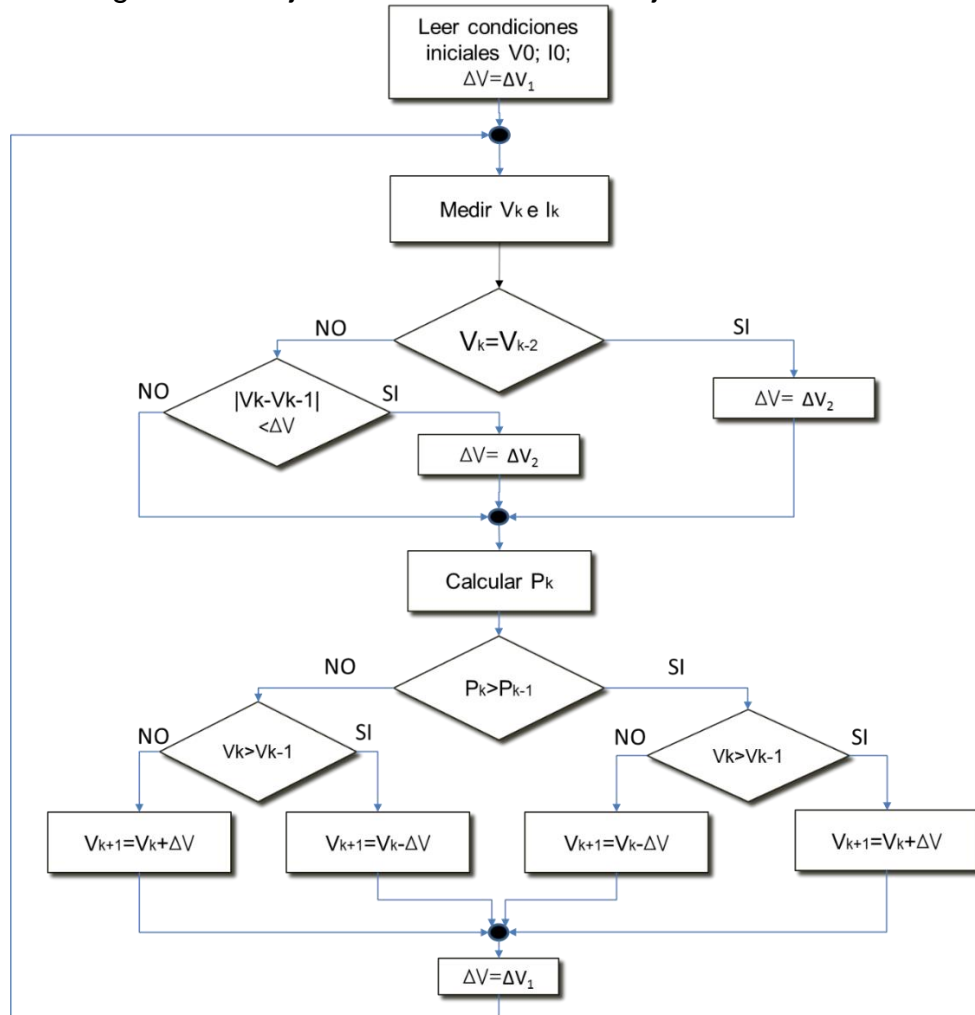 Leer condiciones
iniciales V0; I0;
ΔV=ΔV₁
Medir Vk e Ik
NO
Vk=Vk-2
SI
NO
|Vk-Vk-1|
<ΔV
SI
ΔV= ΔV₂
ΔV= ΔV₂
Calcular Pk
NO
Pk>Pk-1
SI
NO
Vk>Vk-1
SI
NO
Vk>Vk-1
SI
Vk+1=Vk+ΔV
Vk+1=Vk-ΔV
Vk+1=Vk-ΔV
Vk+1=Vk+ΔV
ΔV=ΔV₁